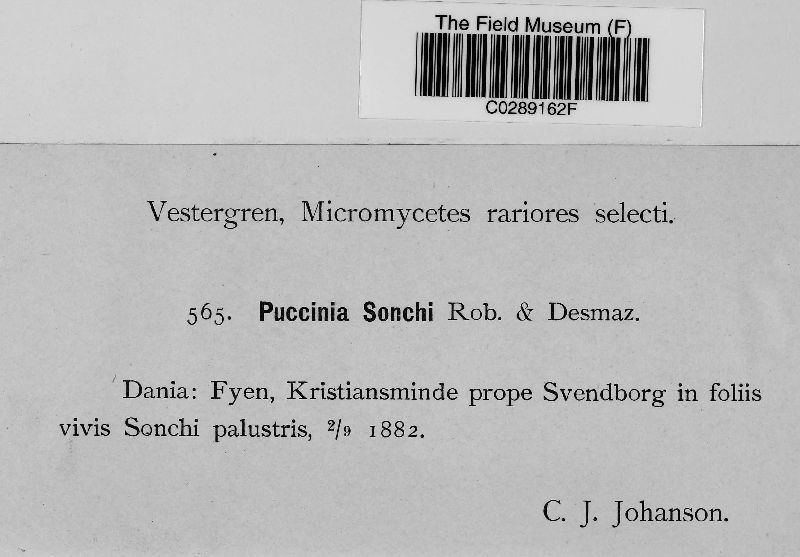 The Field Museum (F)
C0289162F
Vestergren, Micromycetes rariores selecti.
565. Puccinia Sonchi Rob. & Desmaz.
Dania: Fyen, Kristiansminde prope Svendborg in foliis
vivis Sonchi palustris, 2/9 1882.
C. J. Johanson.